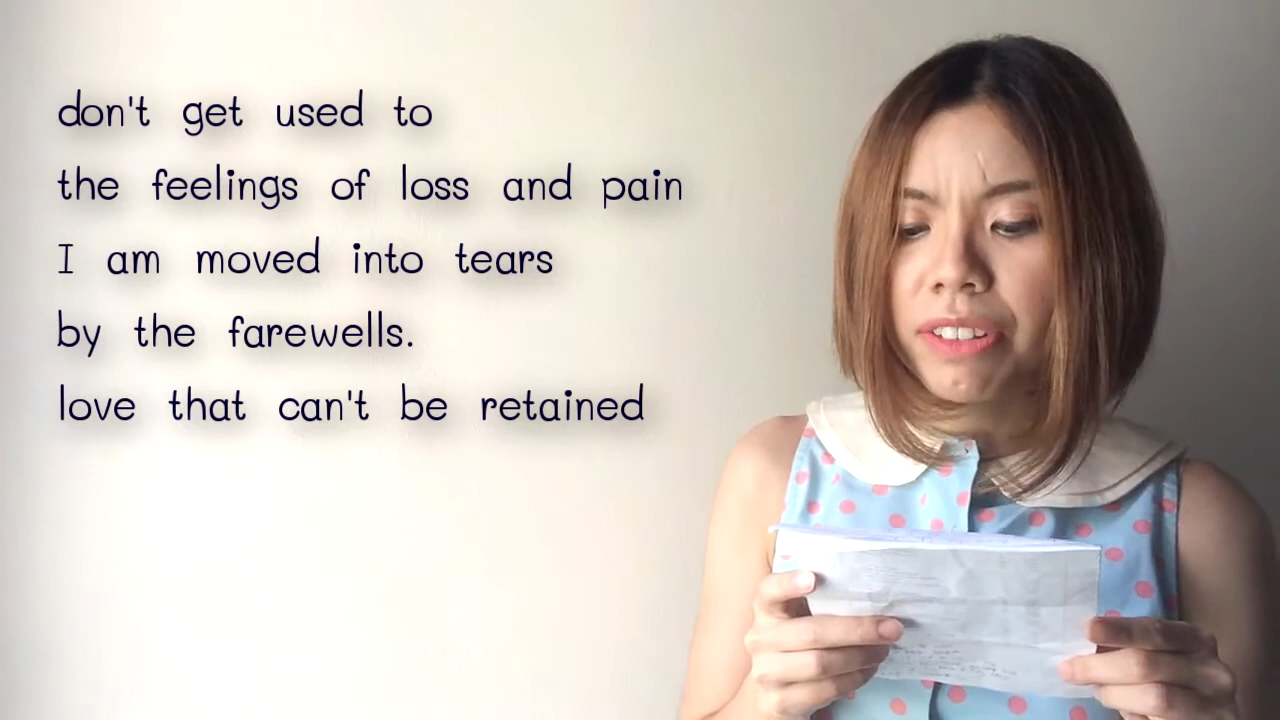 don't get used to
the feelings of loss and pain
I am moved into tears
by the farewells.
love that can't be retained